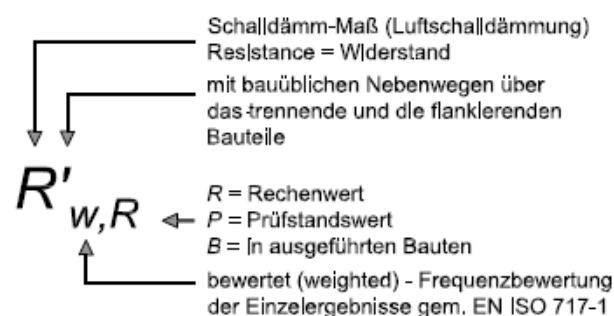 Schalldämm-Maß (Luftschalldämmung)
Resistance = Widerstand
mit bauüblichen Nebenwegen über
das trennende und die flankierenden
Bauteile
R'w,R
R = Rechenwert
P = Prüfstandswert
B = in ausgeführten Bauten
bewertet (weighted) - Frequenzbewertung
der Einzelergebnisse gem. EN ISO 717-1